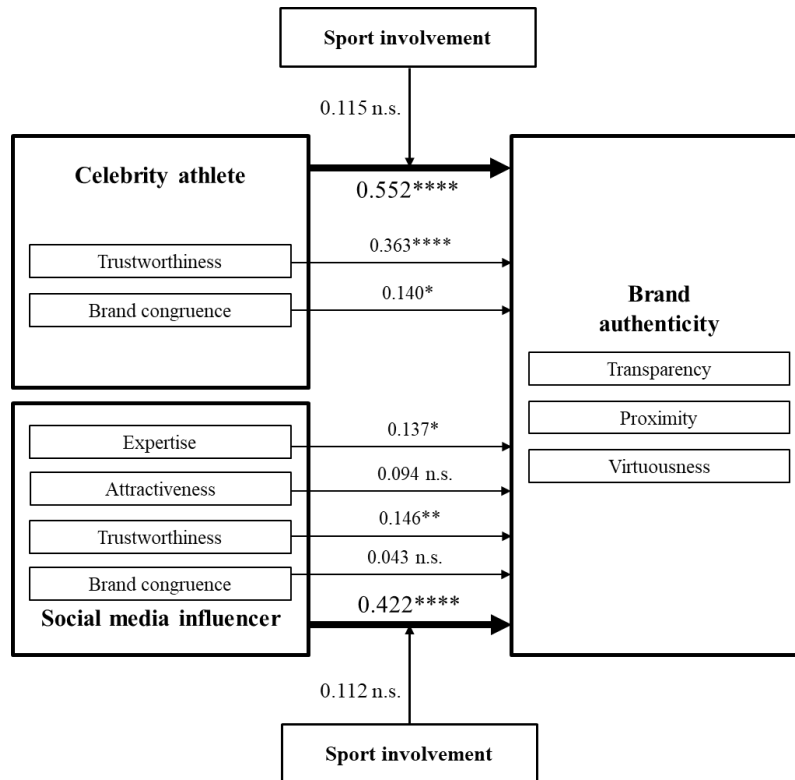 Sport involvement
0.115 n.s.
Celebrity athlete
0.552****
Trustworthiness
0.363****
Brand congruence
0.140*
Brand
authenticity
Transparency
Proximity
Virtuousness
Expertise
0.137*
Attractiveness
0.094 n.s.
Trustworthiness
0.146**
Brand congruence
0.043 n.s.
Social media influencer
0.422****
0.112 n.s.
Sport involvement